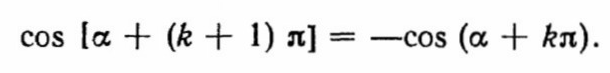 cos [α + (k + 1) π] = —cos (α + kπ).